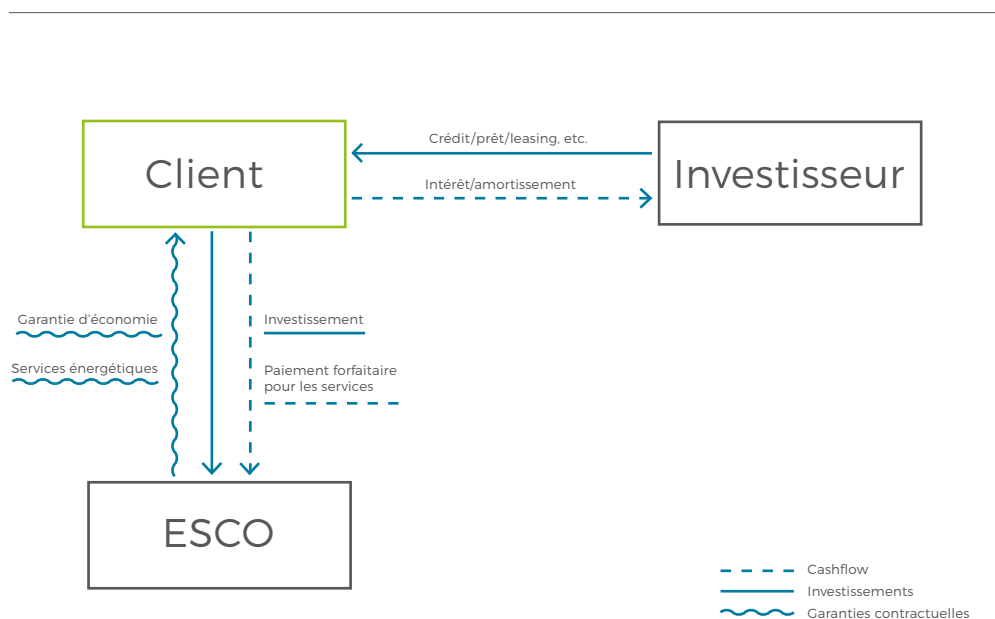 Crédit/prêt/leasing, etc.
Client
Investisseur
Intérêt/amortissement
Garantie d'économie
Investissement
Services énergétiques
Paiement forfaitaire
pour les services
ESCO
Cashflow
Investissements
Garanties contractuelles